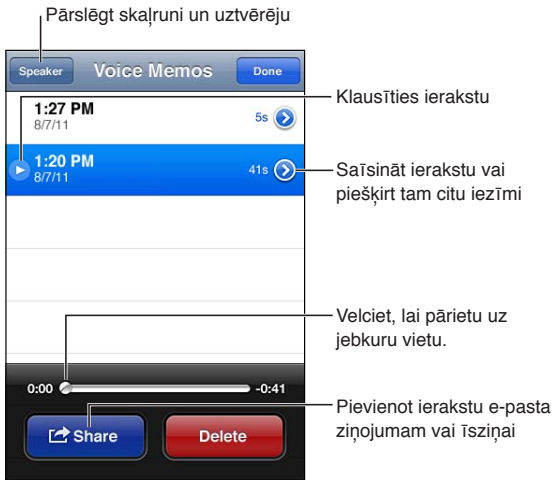 Pārslēgt skaļruni un uztvērēju
Speaker
Voice Memos
Done
1:27 PM
8/7/11
5s
Klausīties ierakstu
1:20 PM
8/7/11
41s
Saīsināt ierakstu vai
piešķirt tam citu iezīmi
Velciet, lai pārietu uz
jebkuru vietu.
0:00
-0:41
Share
Delete
Pievienot ierakstu e-pasta
ziņojumam vai īsziņai